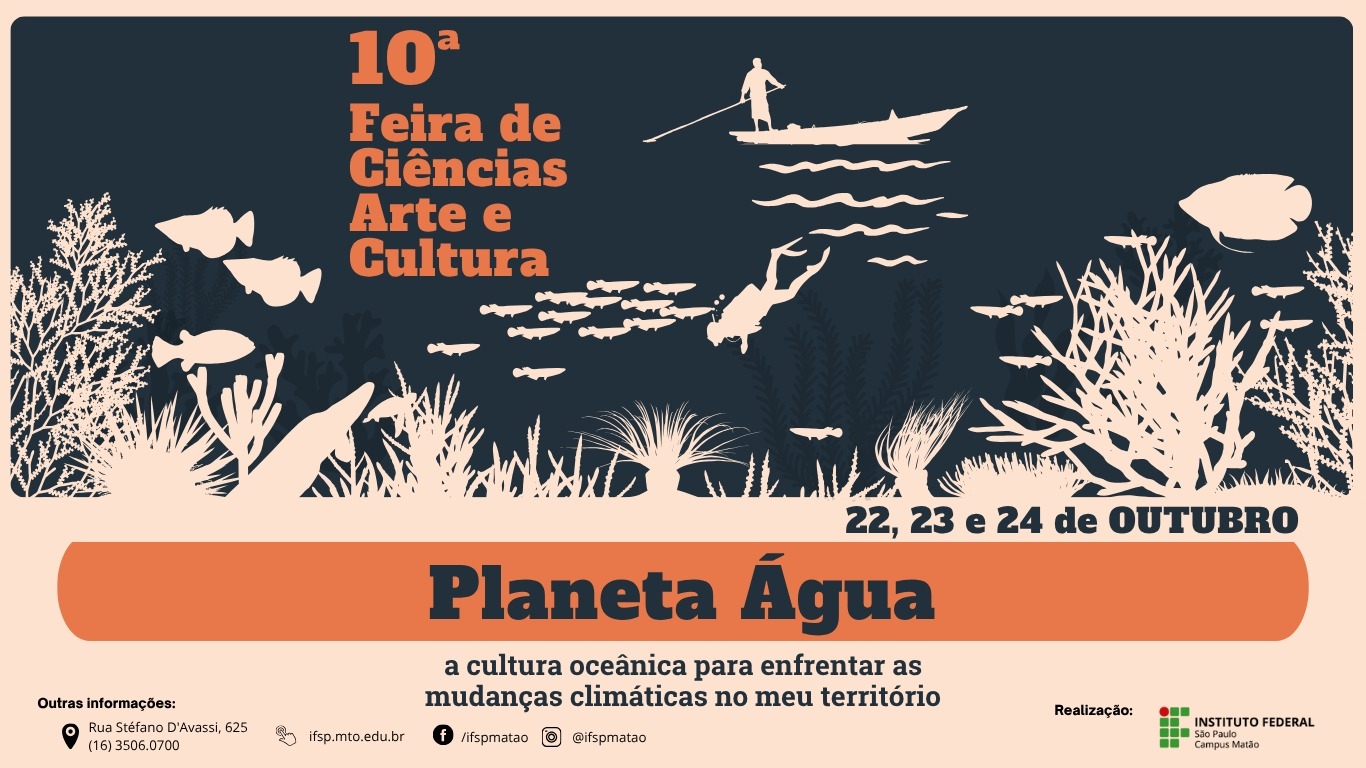 10ª
Feira de
Ciências
Arte e
Cultura
22, 23 e 24 de OUTUBRO
Planeta Água
a cultura oceânica para enfrentar as
mudanças climáticas no meu território
Outras informações:
Rua Stéfano D'Avassi, 625
(16) 3506.0700
ifsp.mto.edu.br
/ifspmatao
@ifspmatao
Realização:
INSTITUTO FEDERAL
São Paulo
Campus Matão